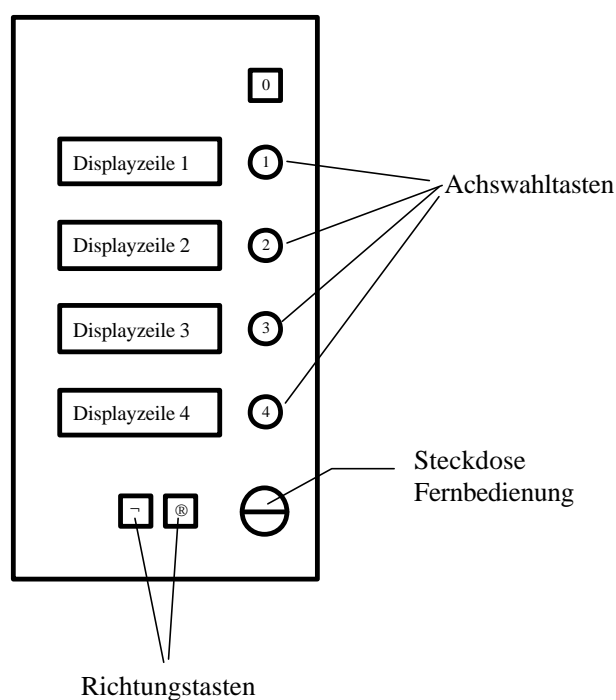 0
Displayzeile 1
1
Achswahltasten
Displayzeile 2
2
Displayzeile 3
3
Displayzeile 4
4
Steckdose
Fernbedienung
¬ ®
Richtungstasten